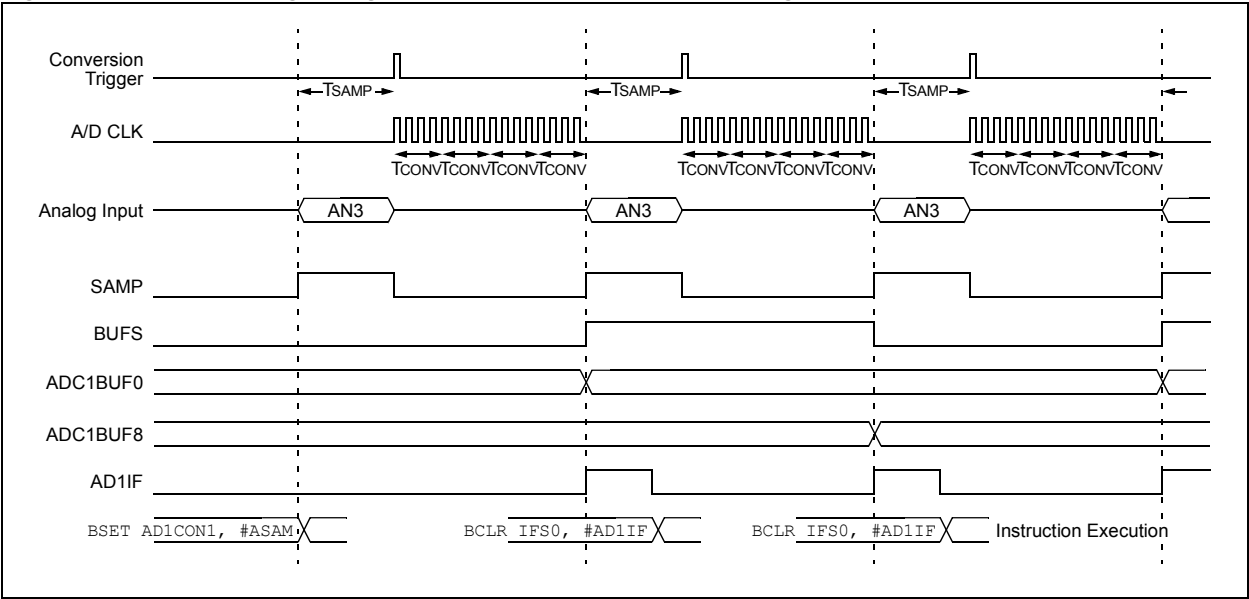 Conversion
Trigger
TSAMP TSAMP TSAMP
A/D CLK
TCONV TCONV TCONV TCONV TCONV TCONV TCONV TCONV TCONV TCONV TCONV TCONV
Analog Input AN3 AN3 AN3
SAMP
BUFS
ADC1BUF0
ADC1BUF8
AD1IF
BSET AD1CON1, #ASAM BCLR IFS0, #AD1IF BCLR IFS0, #AD1IF Instruction Execution